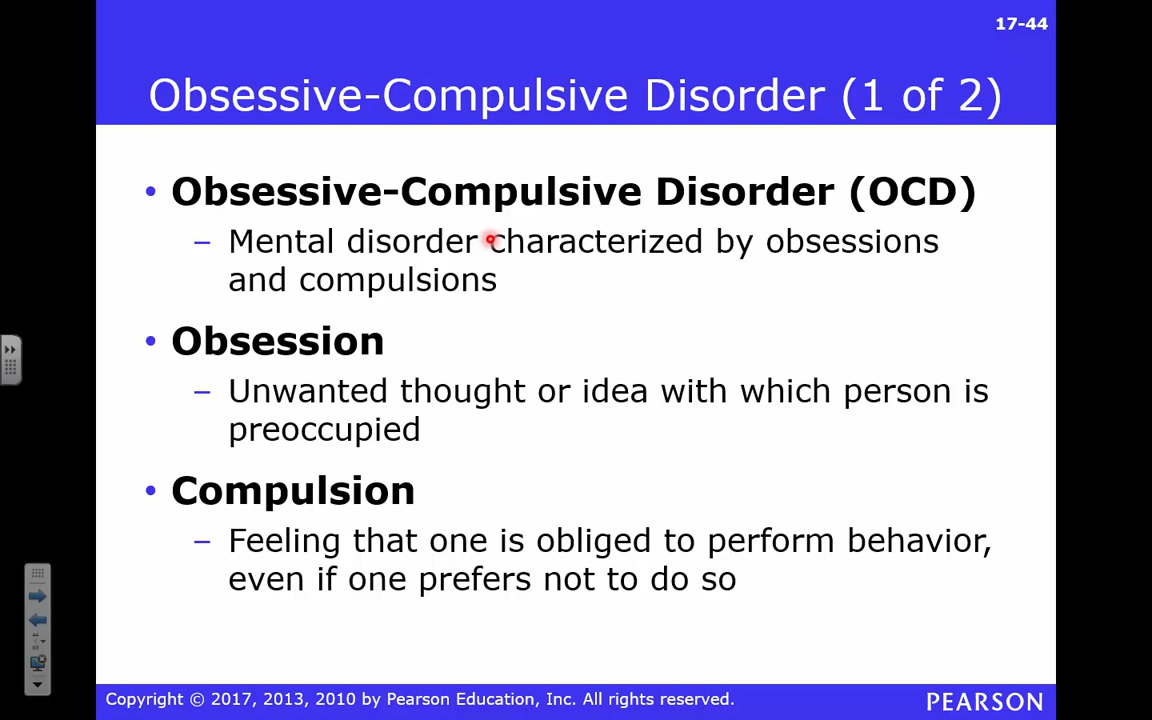 17-44
Obsessive-Compulsive Disorder (1 of 2)
• Obsessive-Compulsive Disorder (OCD)
– Mental disorder characterized by obsessions
and compulsions
• Obsession
– Unwanted thought or idea with which person is
preoccupied
• Compulsion
– Feeling that one is obliged to perform behavior,
even if one prefers not to do so
Copyright © 2017, 2013, 2010 by Pearson Education, Inc. All rights reserved.
PEARSON